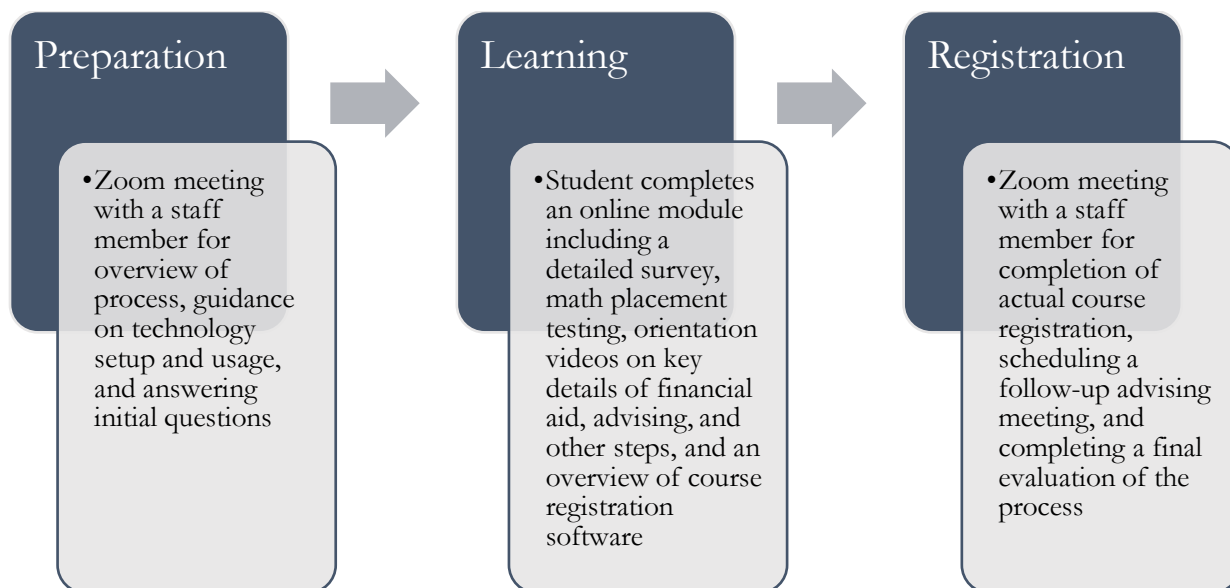 Preparation
•Zoom meeting
with a staff
member for
overview of
process, guidance
on technology
setup and usage,
and answering
initial questions
Learning
•Student completes
an online module
including a
detailed survey,
math placement
testing, orientation
videos on key
details of financial
aid, advising, and
other steps, and an
overview of course
registration
software
Registration
•Zoom meeting
with a staff
member for
completion of
actual course
registration,
scheduling a
follow-up advising
meeting, and
completing a final
evaluation of the
process